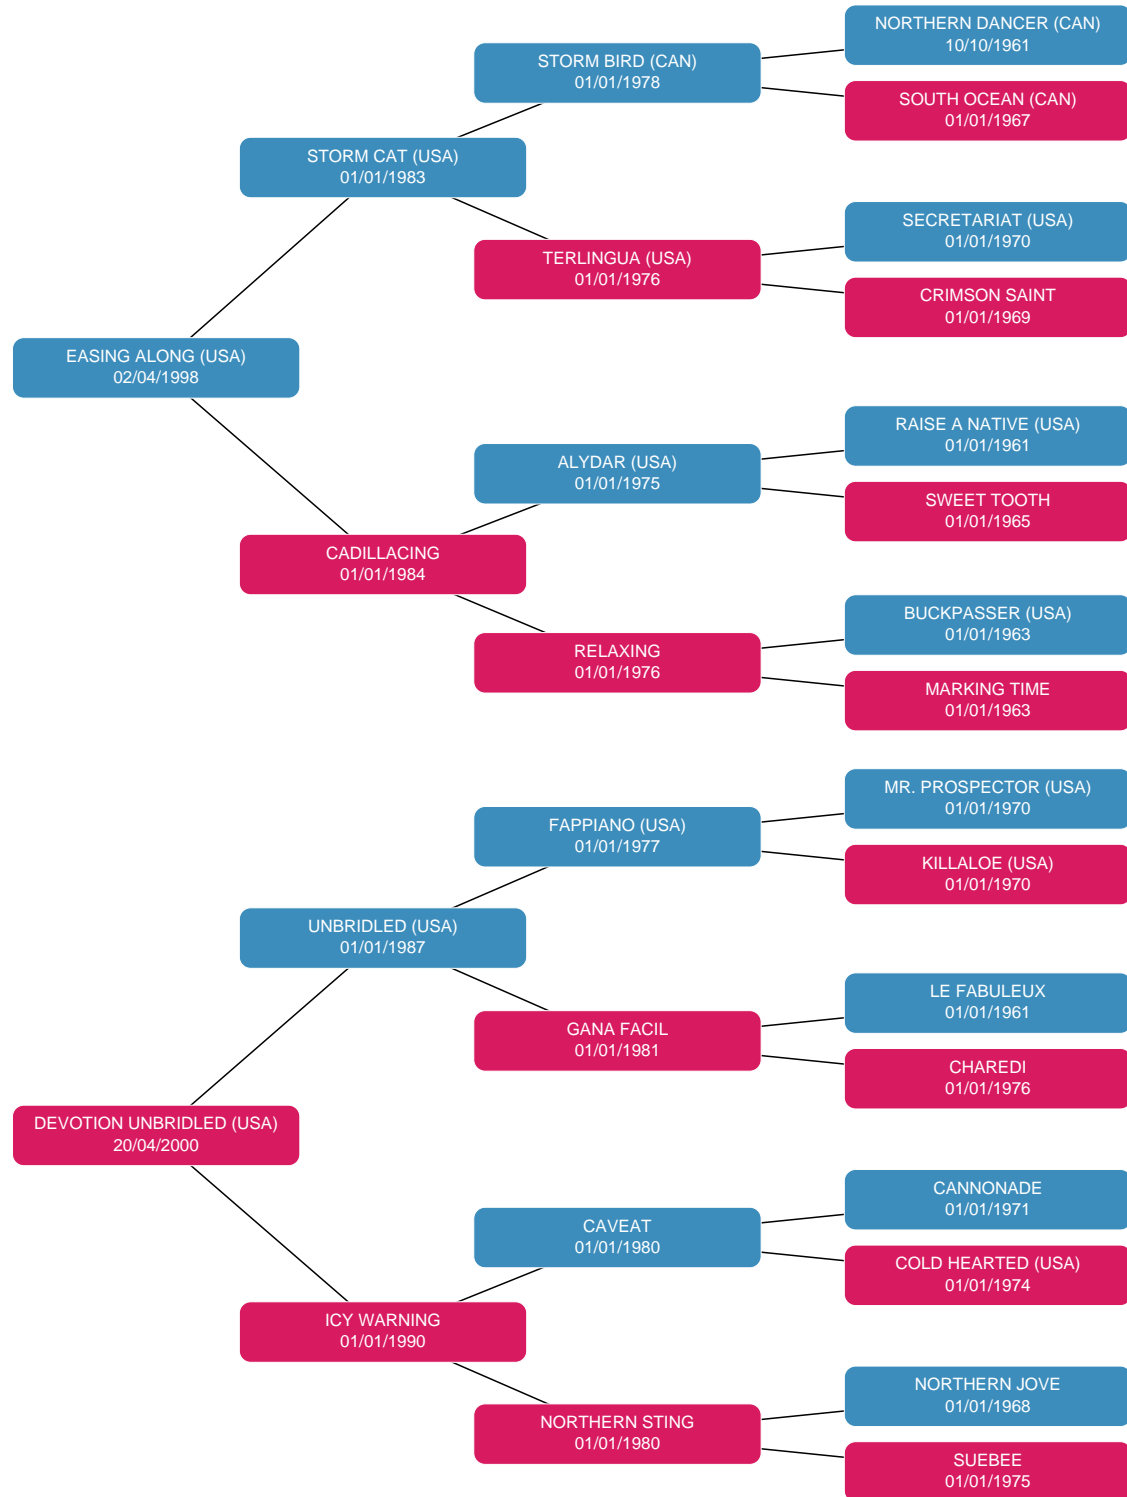 NORTHERN DANCER (CAN)
10/10/1961
STORM BIRD (CAN)
01/01/1978
SOUTH OCEAN (CAN)
01/01/1967
STORM CAT (USA)
01/01/1983
SECRETARIAT (USA)
01/01/1970
TERLINGUA (USA)
01/01/1976
CRIMSON SAINT
01/01/1969
EASING ALONG (USA)
02/04/1998
RAISE A NATIVE (USA)
01/01/1961
ALYDAR (USA)
01/01/1975
SWEET TOOTH
01/01/1965
CADILLACING
01/01/1984
BUCKPASSER (USA)
01/01/1963
RELAXING
01/01/1976
MARKING TIME
01/01/1963
MR. PROSPECTOR (USA)
01/01/1970
FAPPIANO (USA)
01/01/1977
KILLALOE (USA)
01/01/1970
UNBRIDLED (USA)
01/01/1987
LE FABULEUX
01/01/1961
GANA FACIL
01/01/1981
CHAREDI
01/01/1976
DEVOTION UNBRIDLED (USA)
20/04/2000
CANNONADE
01/01/1971
CAVEAT
01/01/1980
COLD HEARTED (USA)
01/01/1974
ICY WARNING
01/01/1990
NORTHERN JOVE
01/01/1968
NORTHERN STING
01/01/1980
SUEBEE
01/01/1975